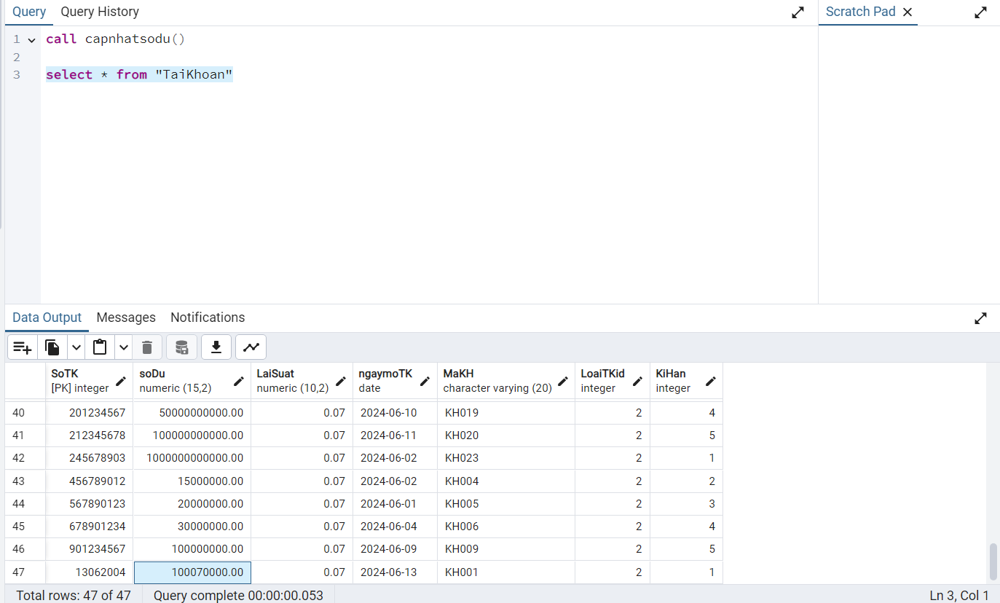 Query Query History Scratch Pad
1 call capnhatsodu()
2
3 select * from "TaiKhoan"
Data Output Messages Notifications
SoTK soDu LaiSuat ngaymoTK MaKH LoaiTKid KiHan
[PK] integer numeric (15,2) numeric (10,2) date character varying (20) integer integer
40 201234567 50000000000.00 0.07 2024-06-10 KH019 2 4
41 212345678 100000000000.00 0.07 2024-06-11 KH020 2 5
42 245678903 1000000000000.00 0.07 2024-06-02 KH023 2 1
43 456789012 15000000.00 0.07 2024-06-02 KH004 2 2
44 567890123 20000000.00 0.07 2024-06-01 KH005 2 3
45 678901234 30000000.00 0.07 2024-06-04 KH006 2 4
46 901234567 100000000.00 0.07 2024-06-09 KH009 2 5
47 13062004 100070000.00 0.07 2024-06-13 KH001 2 1
Total rows: 47 of 47 Query complete 00:00:00.053 Ln 3, Col 1